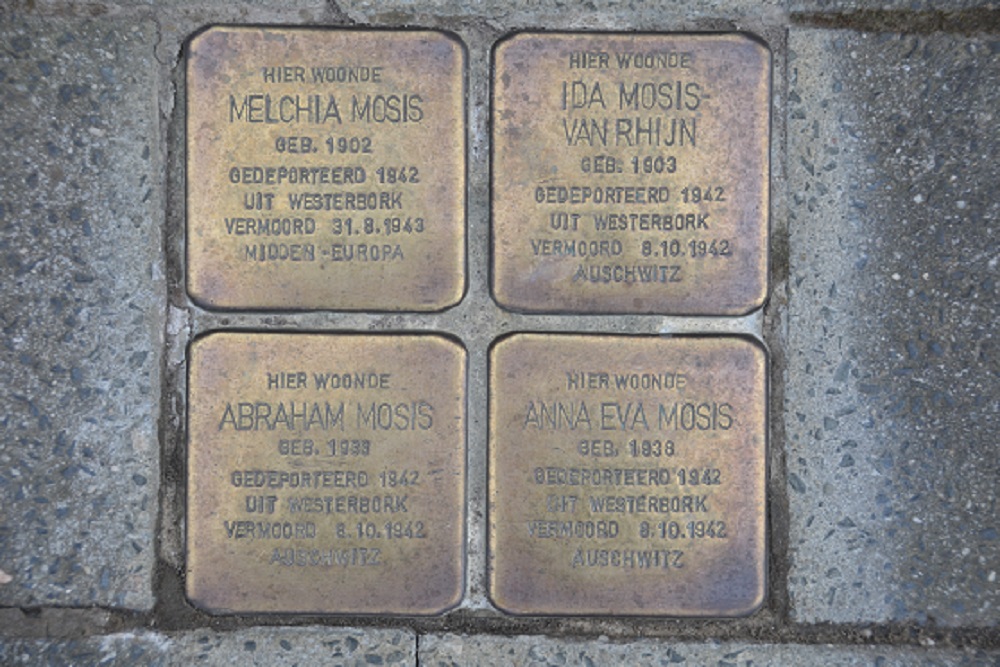 HIER WOONDE
MELCHIA MOSIS
GEB. 1902
GEDEPORTEERD 1942
UIT WESTERBORK
VERMOORD 31.8.1943
MIDDEN-EUROPA
HIER WOONDE
IDA MOSIS-
VAN RHIJN
GEB. 1903
GEDEPORTEERD 1942
UIT WESTERBORK
VERMOORD 8.10.1942
AUSCHWITZ
HIER WOONDE
ABRAHAM MOSIS
GEB.
GEDEPORTEERD 1942
UIT WESTERBORK
VERMOORD 8.10.1942
AUSCHWITZ
HIER WOONDE
ANNA EVA MOSIS
GEB. 1938
GEDEPORTEERD 1942
UIT WESTERBORK
VERMOORD 8.10.1942
AUSCHWITZ